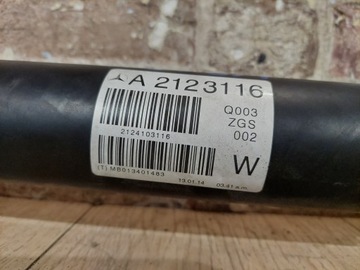 A 2123116
Q003
ZGS
002
2124103116
W
(T) MB013401483
13.01.14 03:41 a.m.